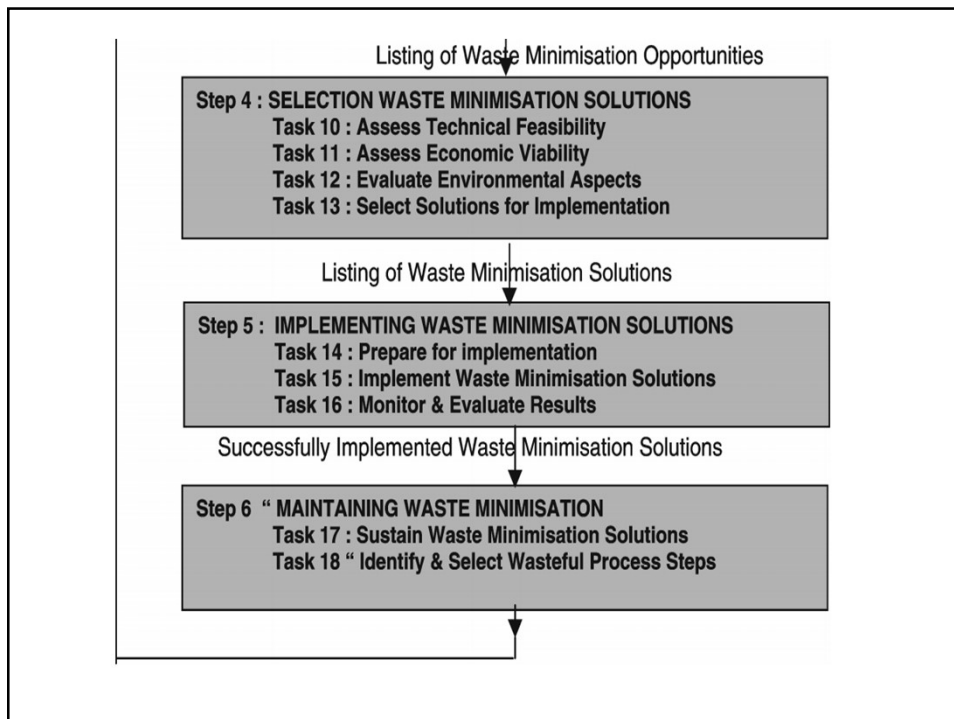 Listing of Waste Minimisation Opportunities
Step 4 : SELECTION WASTE MINIMISATION SOLUTIONS
Task 10 : Assess Technical Feasibility
Task 11 : Assess Economic Viability
Task 12 : Evaluate Environmental Aspects
Task 13 : Select Solutions for Implementation
Listing of Waste Minimisation Solutions
Step 5 : IMPLEMENTING WASTE MINIMISATION SOLUTIONS
Task 14 : Prepare for implementation
Task 15 : Implement Waste Minimisation Solutions
Task 16 : Monitor & Evaluate Results
Successfully Implemented Waste Minimisation Solutions
Step 6 “ MAINTAINING WASTE MINIMISATION
Task 17 : Sustain Waste Minimisation Solutions
Task 18 “ Identify & Select Wasteful Process Steps